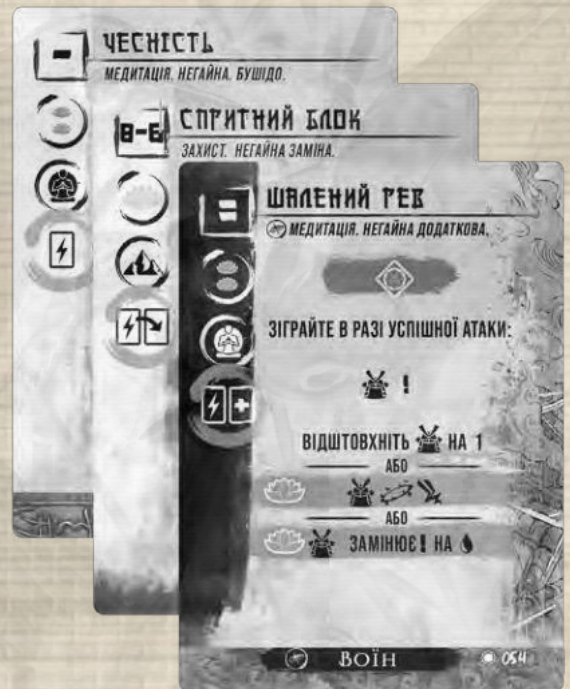 -
ЧЕСНІСТЬ
МЕДИТАЦІЯ. НЕГАЙНА. БУШІДО.
8-6
СПРИТНИЙ БЛОК
ЗАХИСТ. НЕГАЙНА ЗАМІНА.
=
ШАЛЕНИЙ РЕВ
МЕДИТАЦІЯ. НЕГАЙНА ДОДАТКОВА.
ЗІГРАЙТЕ В РАЗІ УСПІШНОЇ АТАКИ:
!
ВІДШТОВХНІТЬ НА 1
АБО
АБО
ЗАМІНЮЄ ! НА
ВОЇН
054